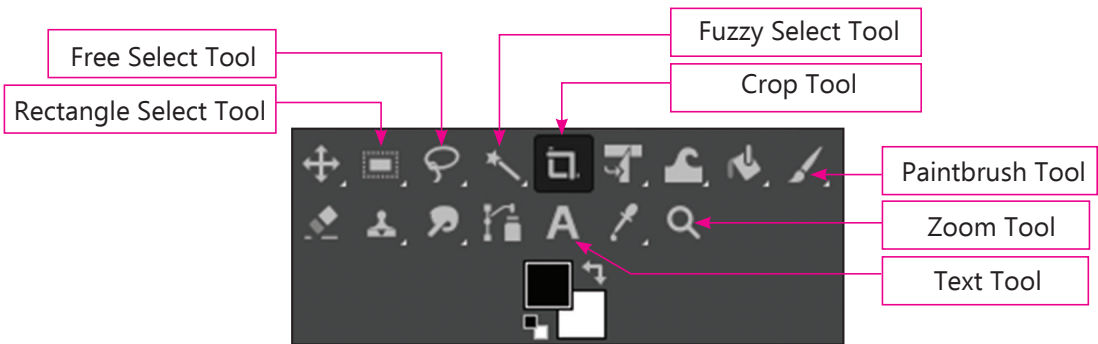 Fuzzy Select Tool
Free Select Tool
Crop Tool
Rectangle Select Tool
Paintbrush Tool
Zoom Tool
Text Tool